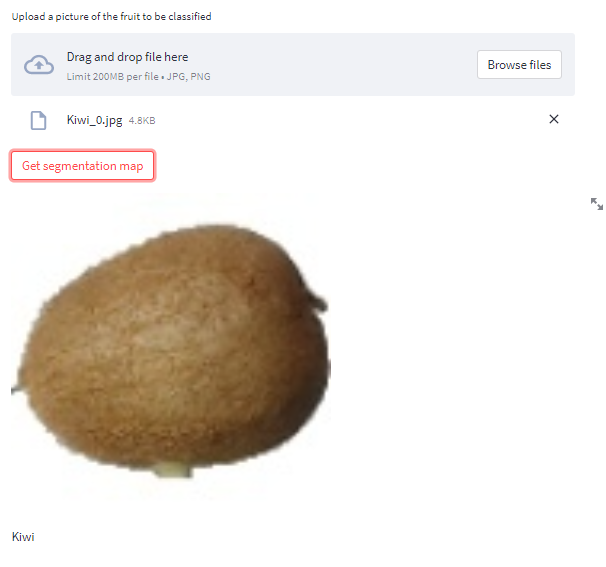 Upload a picture of the fruit to be classified
Drag and drop file here
Limit 200MB per file • JPG, PNG
Browse files
Kiwi_0.jpg 4.8KB
Get segmentation map
Kiwi